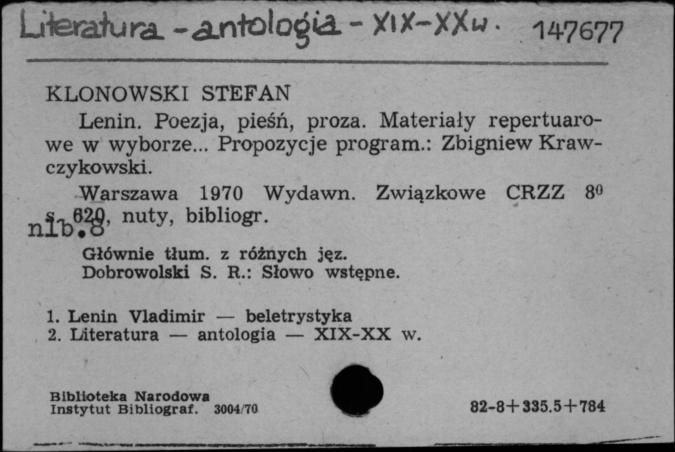 Literatura - antologia - XIX-XX w. 147677
KLONOWSKI STEFAN
Lenin. Poezja, pieśń, proza. Materiały repertuaro-
we w wyborze... Propozycje program.: Zbigniew Kraw-
czykowski.
Warszawa 1970 Wydawn. Związkowe CRZZ 8⁰
s. 620, nuty, bibliogr.
nlb.8
Głównie tłum. z różnych jęz.
Dobrowolski S. R.: Słowo wstępne.
1. Lenin Vladimir — beletrystyka
2. Literatura — antologia — XIX-XX w.
Biblioteka Narodowa
Instytut Bibliograf. 3004/70 82-8+335.5+784